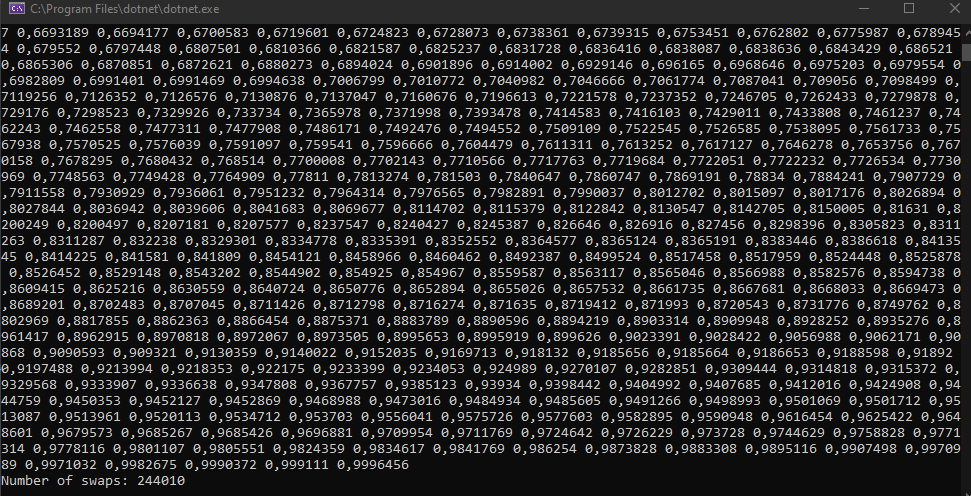 C:\Program Files\dotnet\dotnet.exe
7 0,6693189 0,6694177 0,6700583 0,6719601 0,6724823 0,6728073 0,6738361 0,6739315 0,6753451 0,6762802 0,6775987 0,678945
4 0,679552 0,6797448 0,6807501 0,6810366 0,6821587 0,6825237 0,6831728 0,6836416 0,6838087 0,6838636 0,6843429 0,686521
0,6865306 0,6870851 0,6872621 0,6880273 0,6894024 0,6901896 0,6914002 0,6929146 0,696165 0,6968646 0,6975203 0,6979554 0
,6982809 0,6991401 0,6991469 0,6994638 0,7006799 0,7010772 0,7040982 0,7046666 0,7061774 0,7087041 0,709056 0,7098499 0,
7119256 0,7126352 0,7126576 0,7130876 0,7137047 0,7160676 0,7196613 0,7221578 0,7237352 0,7246705 0,7262433 0,7279878 0,
729176 0,7298523 0,7329926 0,733734 0,7365978 0,7371998 0,7393478 0,7414583 0,7416103 0,7429011 0,7433808 0,7461237 0,74
62243 0,7462558 0,7477311 0,7477908 0,7486171 0,7492476 0,7494552 0,7509109 0,7522545 0,7526585 0,7538095 0,7561733 0,75
67938 0,7570525 0,7576039 0,7591097 0,759541 0,7596666 0,7604479 0,7611311 0,7613252 0,7617127 0,7646278 0,7653756 0,767
0158 0,7678295 0,7680432 0,768514 0,7700008 0,7702143 0,7710566 0,7717763 0,7719684 0,7722051 0,7722232 0,7726534 0,7730
969 0,7748563 0,7749428 0,7764909 0,77811 0,7813274 0,781503 0,7840647 0,7860747 0,7869191 0,78834 0,7884241 0,7907729 0
,7911558 0,7930929 0,7936061 0,7951232 0,7964314 0,7976565 0,7982891 0,7990037 0,8012702 0,8015097 0,8017176 0,8026894 0
,8027844 0,8036942 0,8039606 0,8041683 0,8069677 0,8114702 0,8115379 0,8122842 0,8130547 0,8142705 0,8150005 0,81631 0,8
200249 0,8200497 0,8207181 0,8207577 0,8237547 0,8240427 0,8245387 0,826646 0,826916 0,827456 0,8298396 0,8305823 0,8311
263 0,8311287 0,832238 0,8329301 0,8334778 0,8335391 0,8352552 0,8364577 0,8365124 0,8365191 0,8383446 0,8386618 0,84135
45 0,8414225 0,841581 0,841809 0,8454121 0,8458966 0,8460462 0,8492387 0,8499524 0,8517458 0,8517959 0,8524448 0,8525878
0,8526452 0,8529148 0,8543202 0,8544902 0,854925 0,854967 0,8559587 0,8563117 0,8565046 0,8566988 0,8582576 0,8594738 0
,8609415 0,8625216 0,8630559 0,8640724 0,8650776 0,8652894 0,8655026 0,8657532 0,8661735 0,8667681 0,8668033 0,8669473 0
,8689201 0,8702483 0,8707045 0,8711426 0,8712798 0,8716274 0,871635 0,8719412 0,871993 0,8720543 0,8731776 0,8749762 0,8
802969 0,8817855 0,8862363 0,8866454 0,8875371 0,8883789 0,8890596 0,8894219 0,8903314 0,8909948 0,8928252 0,8935276 0,8
961417 0,8962915 0,8970818 0,8972067 0,8973505 0,8995653 0,8995919 0,899626 0,9023391 0,9028422 0,9056988 0,9062171 0,90
868 0,9090593 0,909321 0,9130359 0,9140022 0,9152035 0,9169713 0,918132 0,9185656 0,9185664 0,9186653 0,9188598 0,91892
0,9197488 0,9213994 0,9218353 0,922175 0,9233399 0,9234053 0,924989 0,9270107 0,9282851 0,9309444 0,9314818 0,9315372 0,
9329568 0,9333907 0,9336638 0,9347808 0,9367757 0,9385123 0,93934 0,9398442 0,9404992 0,9407685 0,9412016 0,9424908 0,94
44759 0,9450353 0,9452127 0,9452869 0,9468988 0,9473016 0,9484934 0,9485605 0,9491266 0,9498993 0,9501069 0,9501712 0,95
13087 0,9513961 0,9520113 0,9534712 0,953703 0,9556041 0,9575726 0,9577603 0,9582895 0,9590948 0,9616454 0,9625422 0,964
8601 0,9679573 0,9685267 0,9685426 0,9696881 0,9709954 0,9711769 0,9724642 0,9726229 0,973728 0,9744629 0,9758828 0,9771
314 0,9778116 0,9801107 0,9805551 0,9824359 0,9834617 0,9841769 0,986254 0,9873828 0,9883308 0,9895116 0,9907498 0,99709
89 0,9971032 0,9982675 0,9990372 0,999111 0,9996456
Number of swaps: 244010